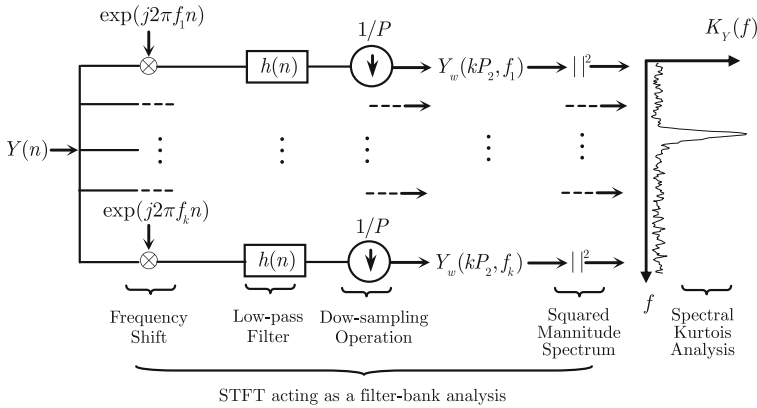 exp(j2πf₁n)
1/P
K_Y(f)
h(n)
Y_w(kP₂,f₁)
| |²
Y(n)
exp(j2πf_kn)
1/P
h(n)
Y_w(kP₂,f_k)
| |²
f
Frequency
Shift
Low-pass
Filter
Dow-sampling
Operation
Squared
Mannitude
Spectrum
Spectral
Kurtois
Analysis
STFT acting as a filter-bank analysis